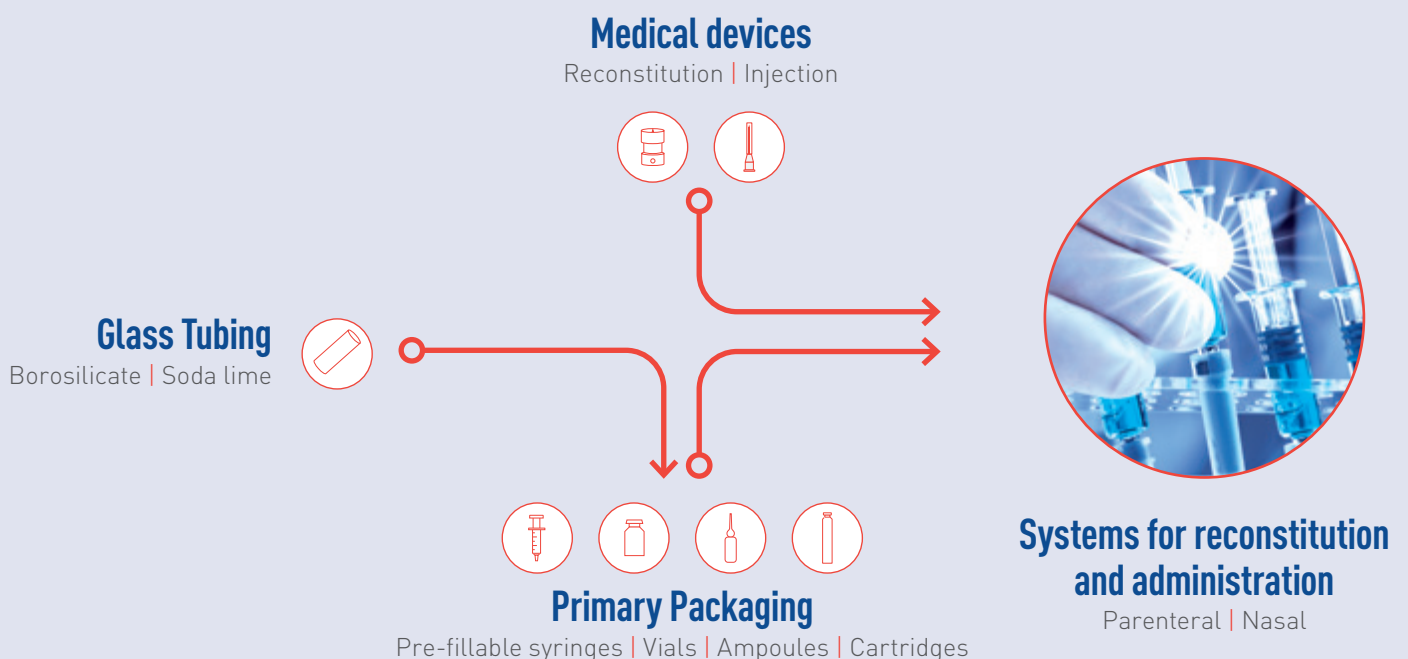 Medical devices
Reconstitution | Injection
Glass Tubing
Borosilicate | Soda lime
Primary Packaging
Pre-fillable syringes | Vials | Ampoules | Cartridges
Systems for reconstitution
and administration
Parenteral | Nasal